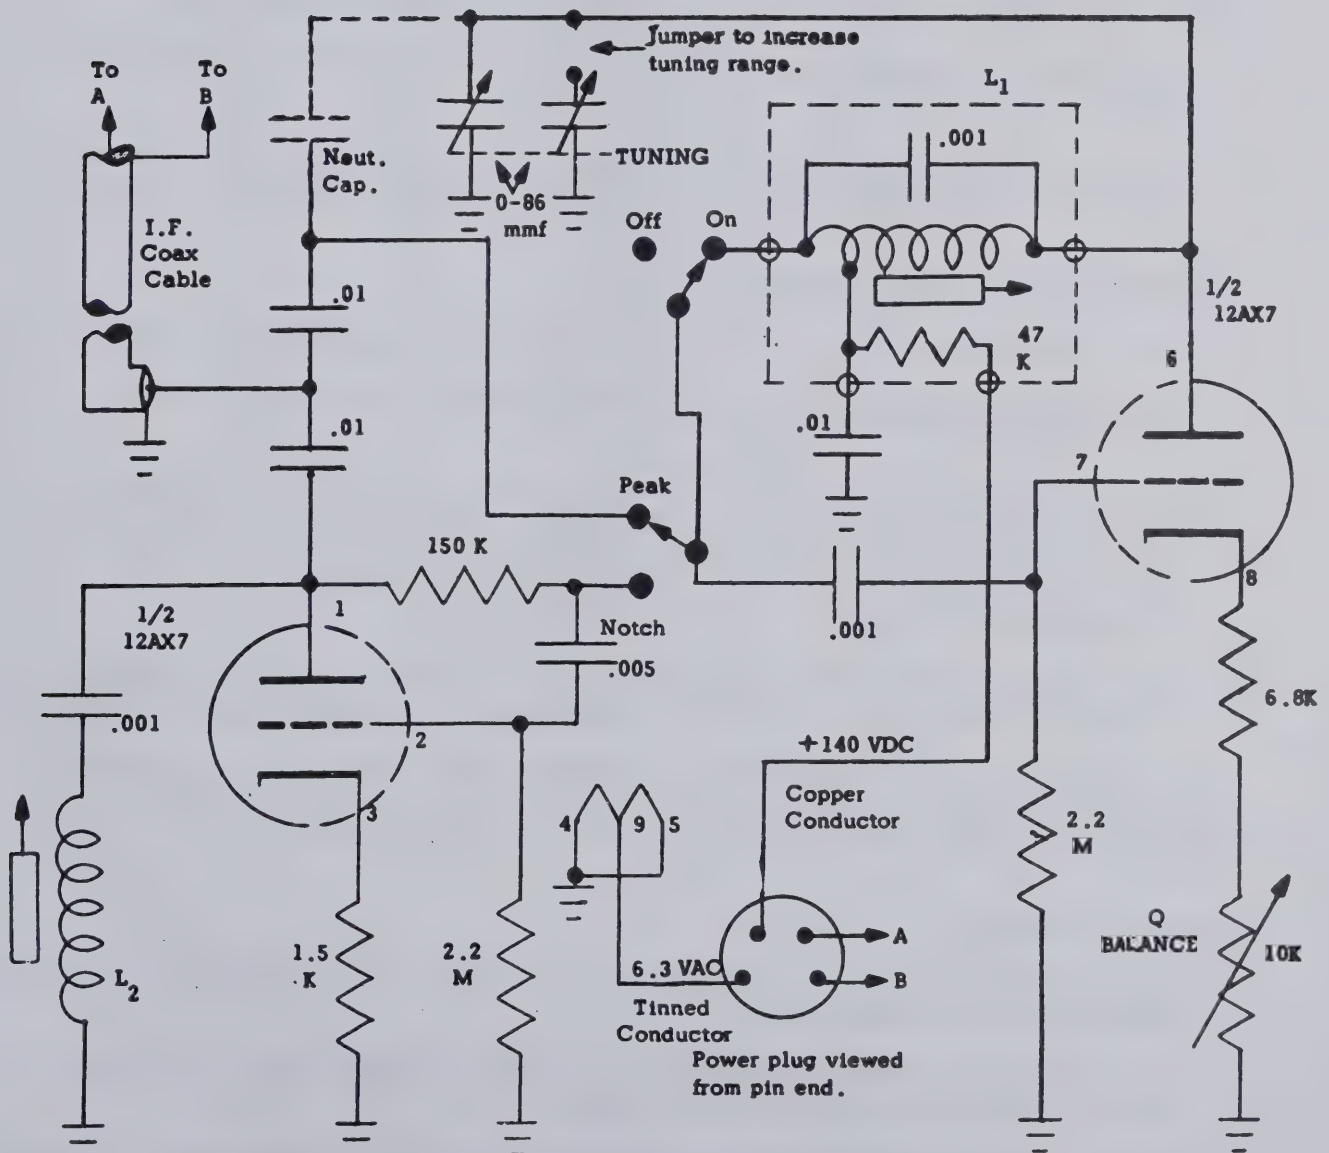 Jumper to increase
tuning range.
To
A
To
B
L1
.001
Neut.
Cap.
TUNING
0-86
mmf
Off
On
I.F.
Coax
Cable
.01
1/2
12AX7
47
K
6
.01
.01
7
Peak
150 K
8
1/2
12AX7
1
Notch
.001
.005
.001
6.8K
2
+140 VDC
Copper
Conductor
3
4
9
5
2.2
M
Q
BALANCE
10K
A
1.5
K
2.2
M
6.3 VAC
B
L2
Tinned
Conductor
Power plug viewed
from pin end.